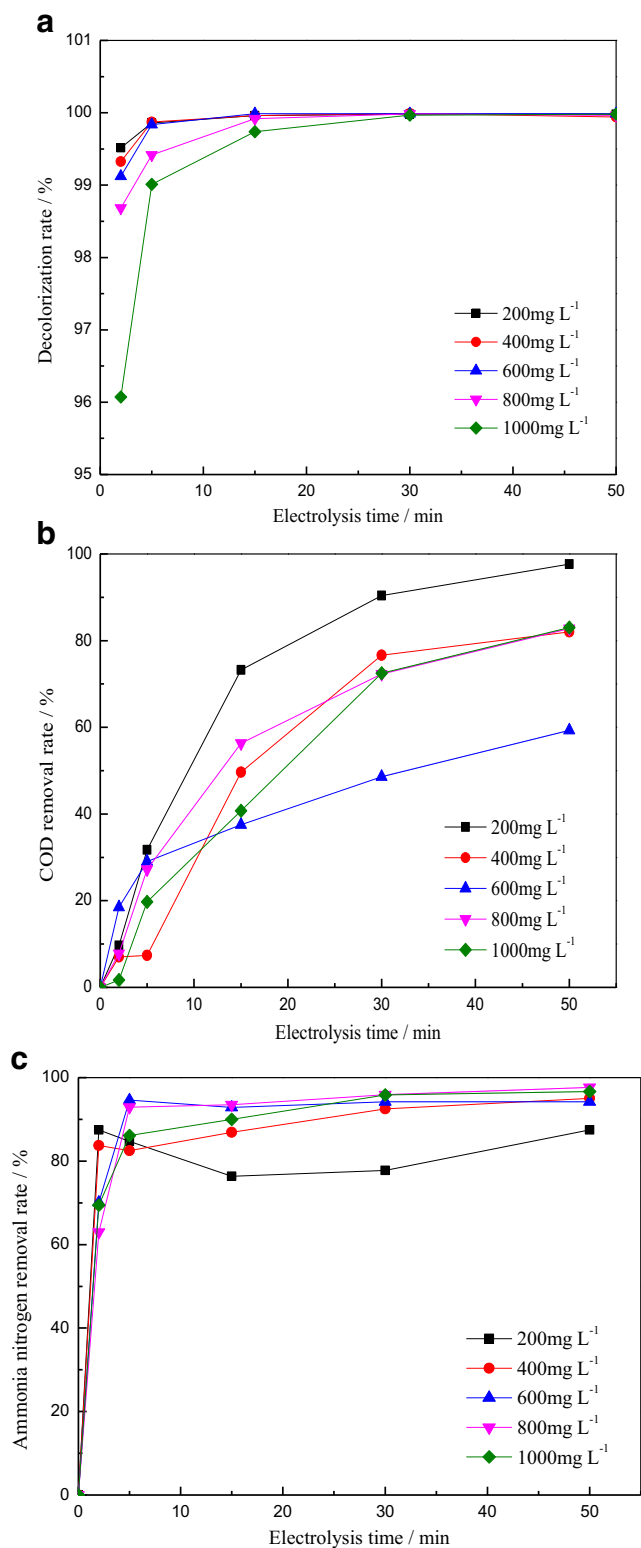 a
101
100
99
98
97
96
95
Decolorization rate / %
200mg L-1
400mg L-1
600mg L-1
800mg L-1
1000mg L-1
0 10 20 30 40 50
Electrolysis time / min
b
100
80
60
40
20
0
COD removal rate / %
200mg L-1
400mg L-1
600mg L-1
800mg L-1
1000mg L-1
0 10 20 30 40 50
Electrolysis time / min
c
100
80
60
40
20
0
Ammonia nitrogen removal rate / %
200mg L-1
400mg L-1
600mg L-1
800mg L-1
1000mg L-1
0 10 20 30 40 50
Electrolysis time / min